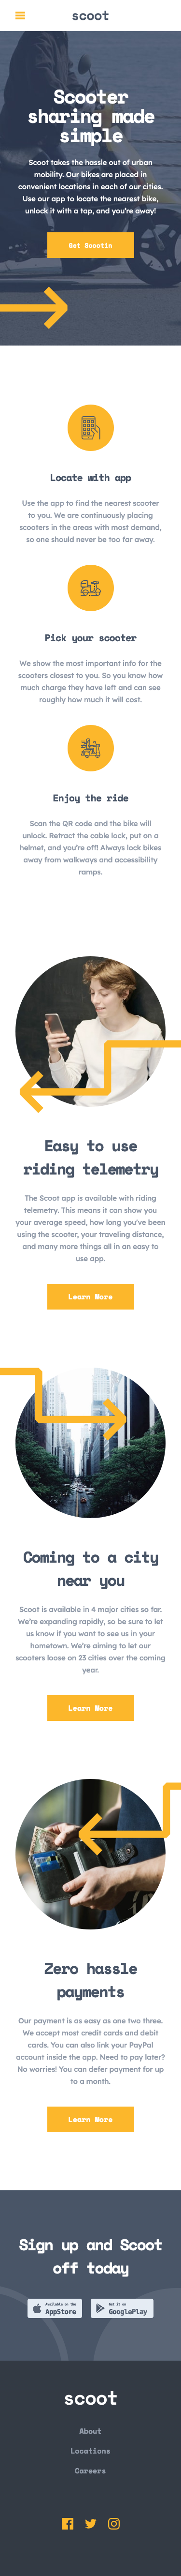 scoot
Scooter
sharing made
simple
Scoot takes the hassle out of urban
mobility. Our bikes are placed in
convenient locations in each of our cities.
Use our app to locate the nearest bike,
unlock it with a tap, and you're away!
Get Scootin
Locate with app
Use the app to find the nearest scooter
to you. We are continuously placing
scooters in the areas with most demand,
so one should never be too far away.
Pick your scooter
We show the most important info for the
scooters closest to you. So you know how
much charge they have left and can see
roughly how much it will cost.
Enjoy the ride
Scan the QR code and the bike will
unlock. Retract the cable lock, put on a
helmet, and you're off! Always lock bikes
away from walkways and accessibility
ramps.
Easy to use
riding telemetry
The Scoot app is available with riding
telemetry. This means it can show you
your average speed, how long you've been
using the scooter, your traveling distance,
and many more things all in an easy to
use app.
Learn More
Coming to a city
near you
Scoot is available in 4 major cities so far.
We're expanding rapidly, so be sure to let
us know if you want to see us in your
hometown. We're aiming to let our
scooters loose on 23 cities over the coming
year.
Learn More
Zero hassle
payments
Our payment is as easy as one two three.
We accept most credit cards and debit
cards. You can also link your PayPal
account inside the app. Need to pay later?
No worries! You can defer payment for up
to a month.
Learn More
Sign up and Scoot
off today
Available on the
AppStore
Get it on
GooglePlay
scoot
About
Locations
Careers